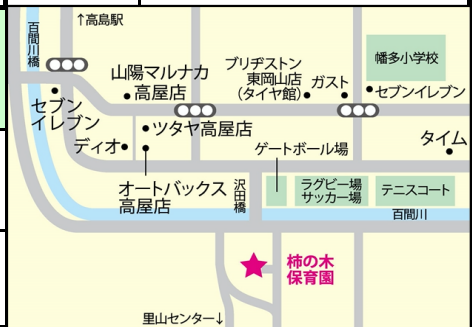 ↑高島駅
百間川橋
山陽マルナカ
高屋店
ブリヂストン
東岡山店
(タイヤ館)
ガスト
幡多小学校
セブンイレブン
セブン
イレブン
ツタヤ高屋店
ディオ
タイム
ゲートボール場
オートバックス
高屋店
沢田橋
ラグビー場
サッカー場
テニスコート
百間川
柿の木
保育園
里山センター↓